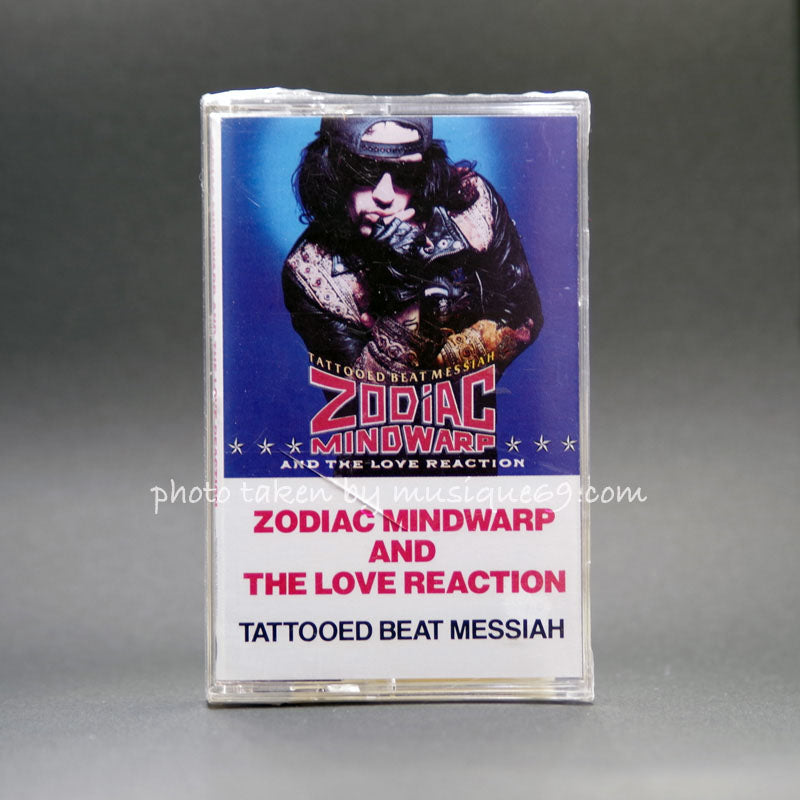 TATTOOED BEAT MESSIAH
ZODIAC
MINDWARP
AND THE LOVE REACTION
photo taken by musique69.com
ZODIAC MINDWARP
AND
THE LOVE REACTION
TATTOOED BEAT MESSIAH